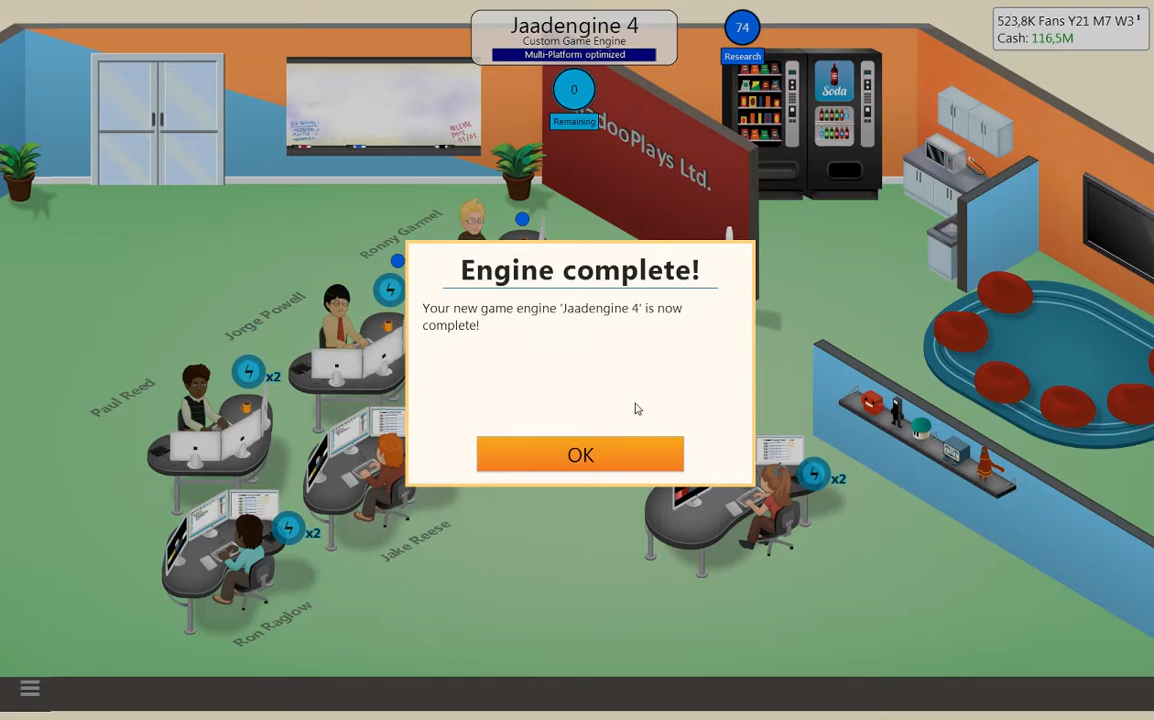 Jaadengine 4
Custom Game Engine
Multi-Platform optimized
74
Research
523,8K Fans Y21 M7 W3
Cash: 116,5M
0
Remaining
dooPlays Ltd.
Soda
RELEASE
Ronny Garmel
Jorge Powell
Paul Reed
x2
Engine complete!
Your new game engine 'Jaadengine 4' is now
complete!
OK
x2
x2
Jake Reese
Ron Raglow